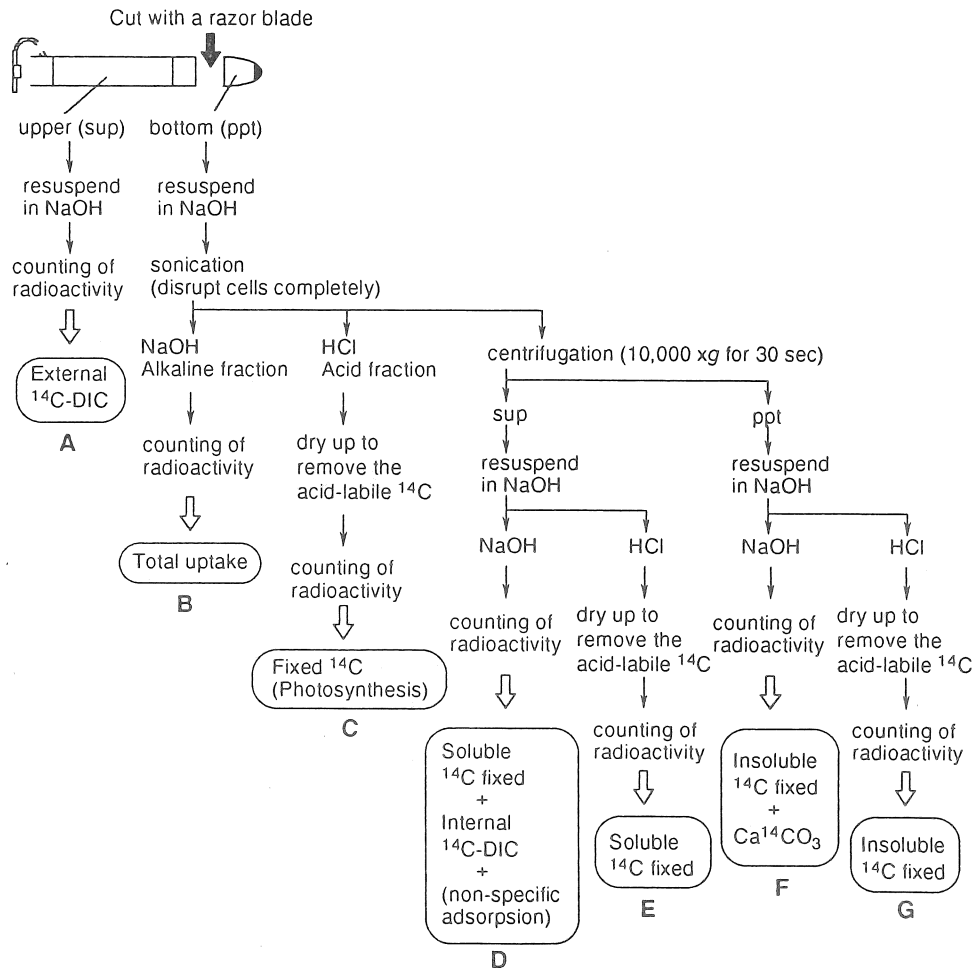 Cut with a razor blade
upper (sup)
bottom (ppt)
resuspend
in NaOH
resuspend
in NaOH
counting of
radioactivity
sonication
(disrupt cells completely)
External
¹⁴C-DIC
A
NaOH
Alkaline fraction
counting of
radioactivity
Total uptake
B
HCl
Acid fraction
dry up to
remove the
acid-labile ¹⁴C
counting of
radioactivity
Fixed ¹⁴C
(Photosynthesis)
C
centrifugation (10,000 xg for 30 sec)
sup
resuspend
in NaOH
NaOH
counting of
radioactivity
Soluble
¹⁴C fixed
+
Internal
¹⁴C-DIC
+
(non-specific
adsorpsion)
D
HCl
dry up to
remove the
acid-labile ¹⁴C
counting of
radioactivity
Soluble
¹⁴C fixed
E
ppt
resuspend
in NaOH
NaOH
counting of
radioactivity
Insoluble
¹⁴C fixed
+
Ca¹⁴CO₃
F
HCl
dry up to
remove the
acid-labile ¹⁴C
counting of
radioactivity
Insoluble
¹⁴C fixed
G